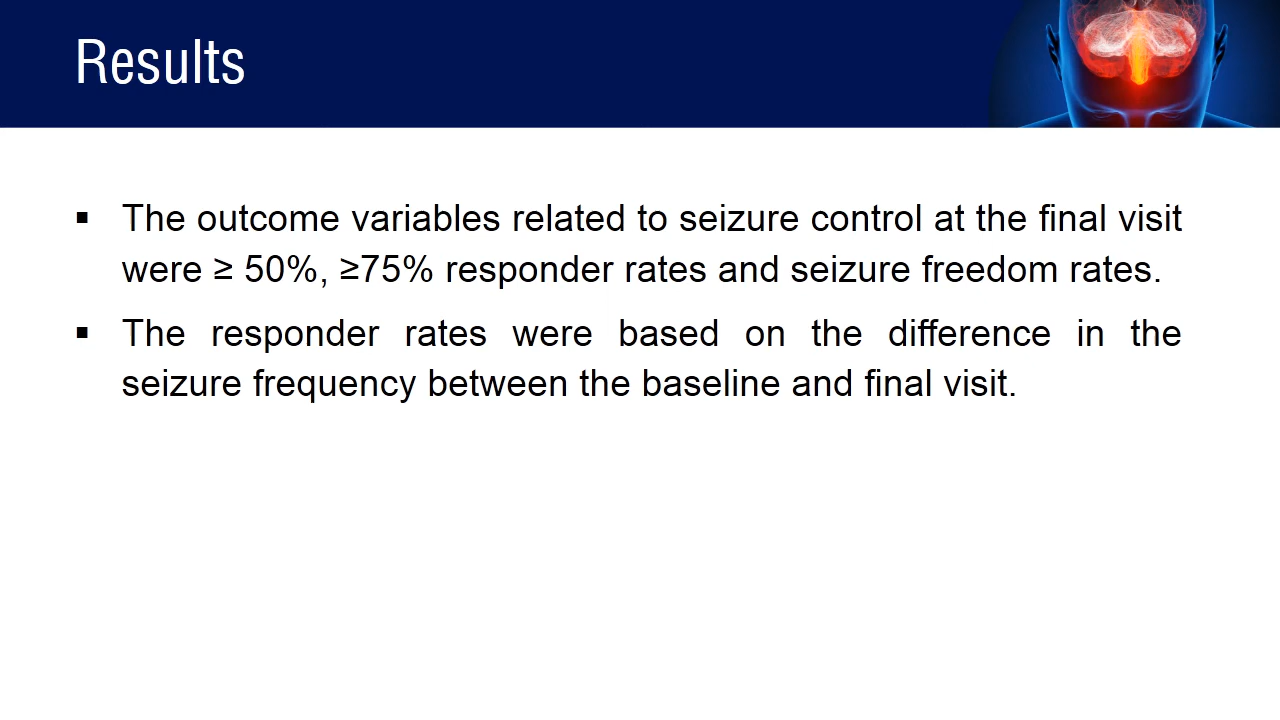 Results
▪ The outcome variables related to seizure control at the final visit
were ≥ 50%, ≥75% responder rates and seizure freedom rates.
▪ The responder rates were based on the difference in the
seizure frequency between the baseline and final visit.